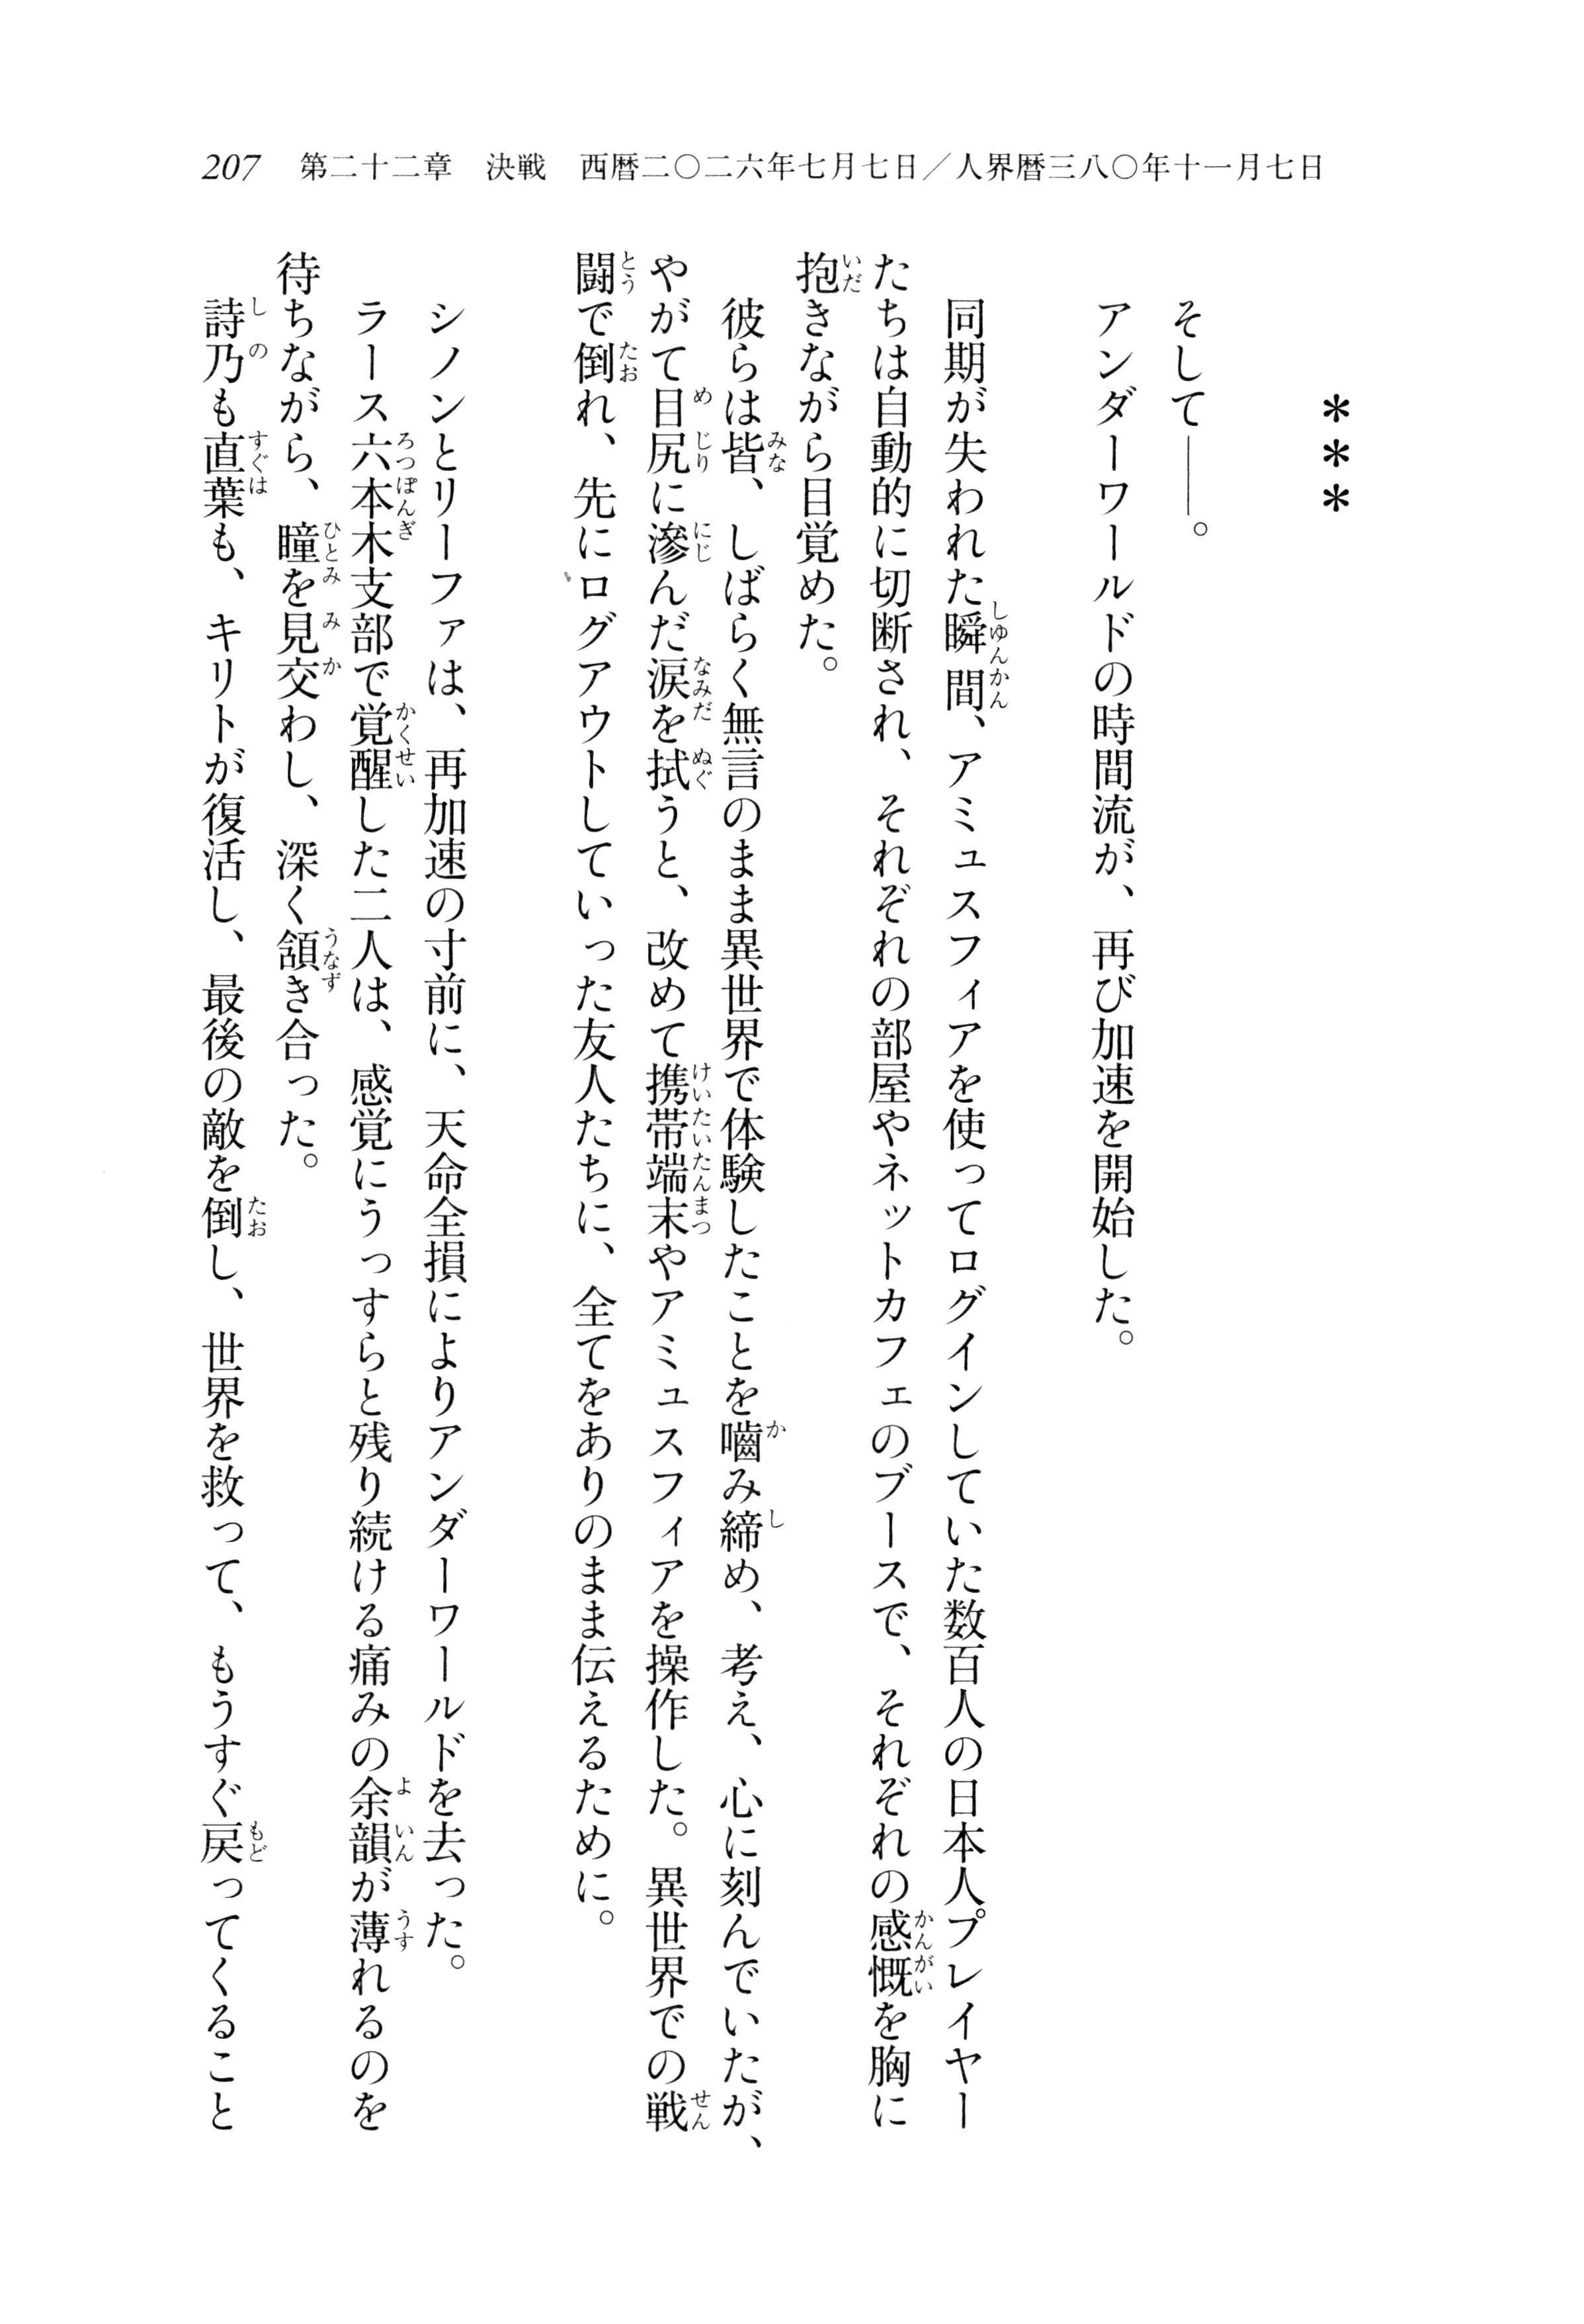 207　第二十二章　決戦　西暦二〇二六年七月七日／人界暦三八〇年十一月七日
＊＊＊
そして――。
アンダーワールドの時間流が、再び加速を開始した。
同期が失われた瞬間、アミュスフィアを使ってログインしていた数百人の日本人プレイヤー
たちは自動的に切断され、それぞれの部屋やネットカフェのブースで、それぞれの感慨を胸に
抱きながら目覚めた。
彼らは皆、しばらく無言のまま異世界で体験したことを嚙み締め、考え、心に刻んでいたが、
やがて目尻に滲んだ涙を拭うと、改めて携帯端末やアミュスフィアを操作した。異世界での戦
闘で倒れ、先にログアウトしていった友人たちに、全てをありのまま伝えるために。
シノンとリーファは、再加速の寸前に、天命全損によりアンダーワールドを去った。
ラース六本木支部で覚醒した二人は、感覚にうっすらと残り続ける痛みの余韻が薄れるのを
待ちながら、瞳を見交わし、深く頷き合った。
詩乃も直葉も、キリトが復活し、最後の敵を倒し、世界を救って、もうすぐ戻ってくること